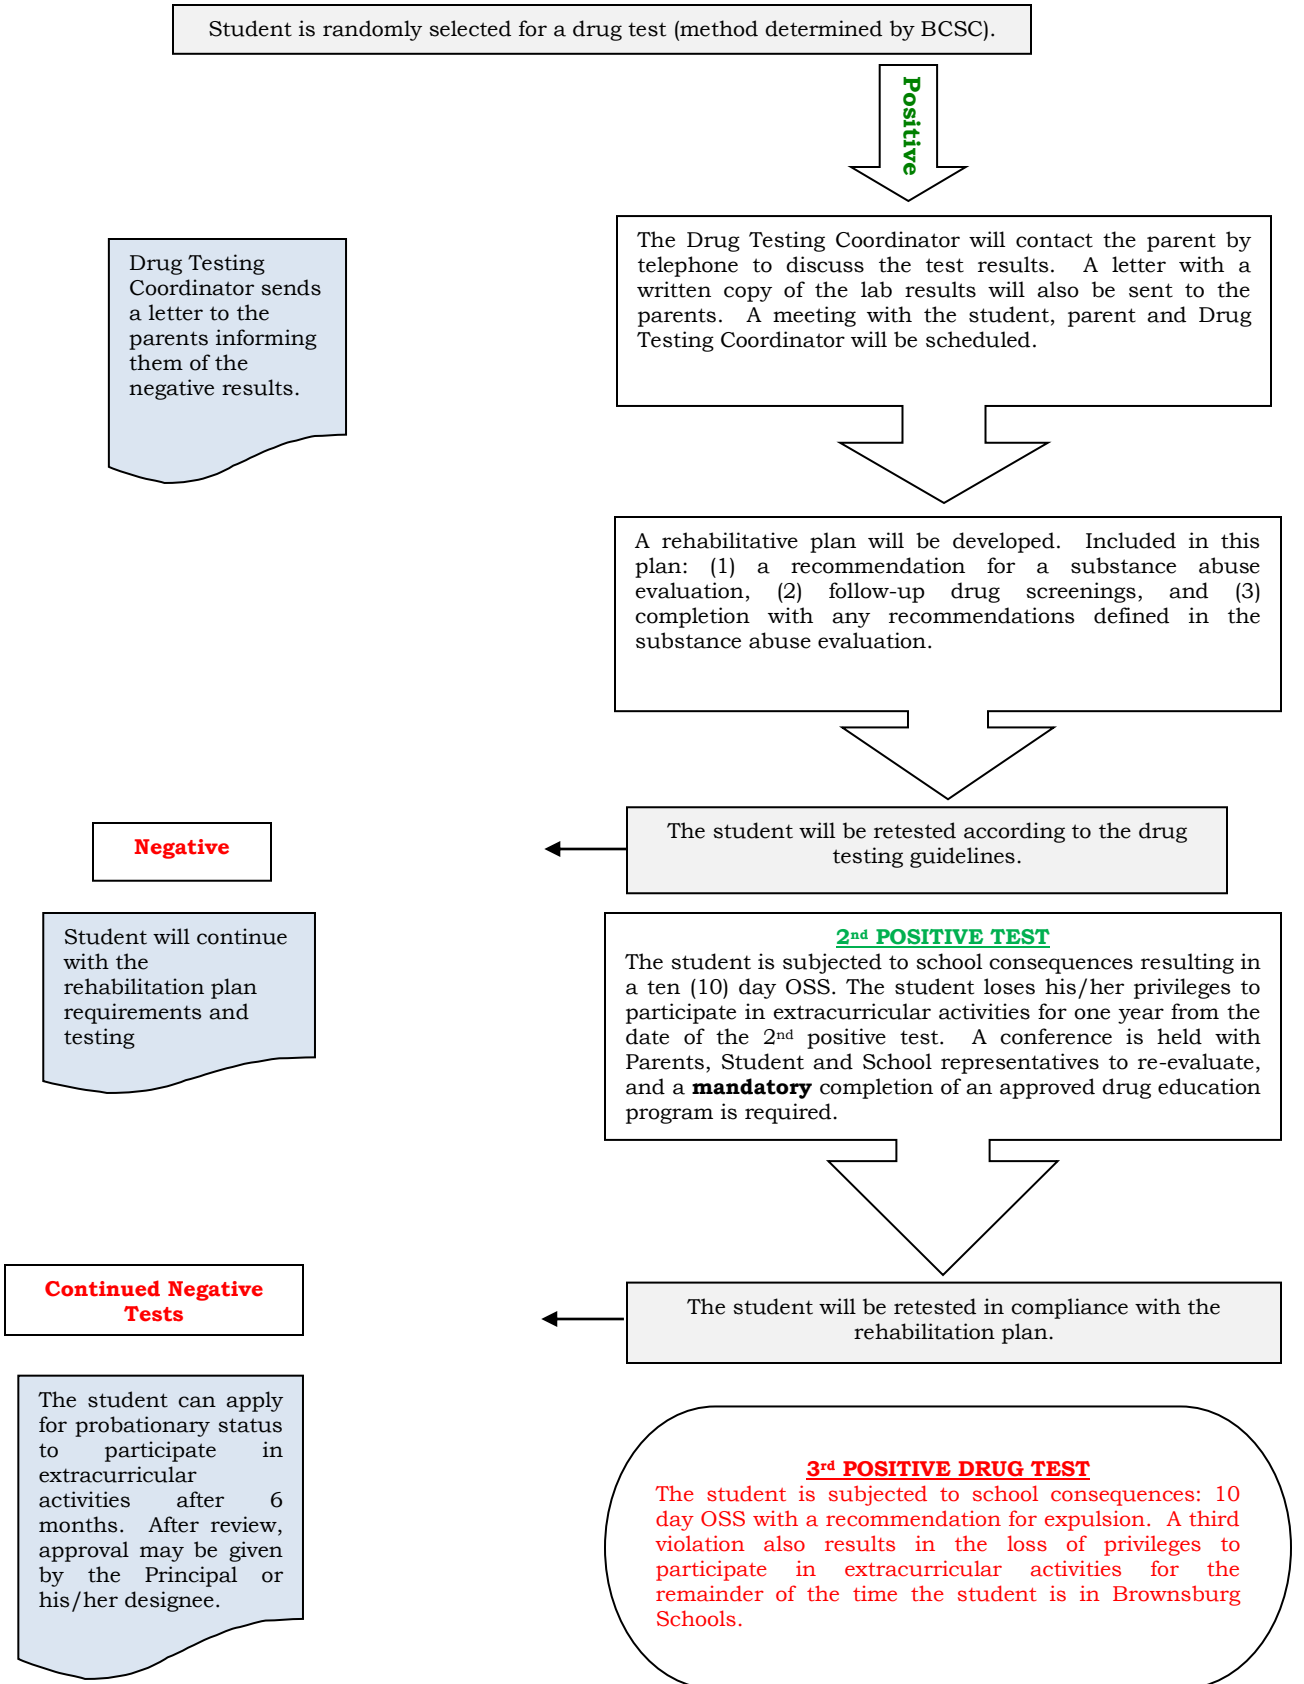 Student is randomly selected for a drug test (method determined by BCSC).
Positive
The Drug Testing Coordinator will contact the parent by
telephone to discuss the test results. A letter with a
written copy of the lab results will also be sent to the
parents. A meeting with the student, parent and Drug
Testing Coordinator will be scheduled.
Drug Testing
Coordinator sends
a letter to the
parents informing
them of the
negative results.
A rehabilitative plan will be developed. Included in this
plan: (1) a recommendation for a substance abuse
evaluation, (2) follow-up drug screenings, and (3)
completion with any recommendations defined in the
substance abuse evaluation.
The student will be retested according to the drug
testing guidelines.
Negative
Student will continue
with the
rehabilitation plan
requirements and
testing
2nd POSITIVE TEST
The student is subjected to school consequences resulting in
a ten (10) day OSS. The student loses his/her privileges to
participate in extracurricular activities for one year from the
date of the 2nd positive test. A conference is held with
Parents, Student and School representatives to re-evaluate,
and a mandatory completion of an approved drug education
program is required.
The student will be retested in compliance with the
rehabilitation plan.
Continued Negative
Tests
The student can apply
for probationary status
to participate in
extracurricular
activities after 6
months. After review,
approval may be given
by the Principal or
his/her designee.
3rd POSITIVE DRUG TEST
The student is subjected to school consequences: 10
day OSS with a recommendation for expulsion. A third
violation also results in the loss of privileges to
participate in extracurricular activities for the
remainder of the time the student is in Brownsburg
Schools.